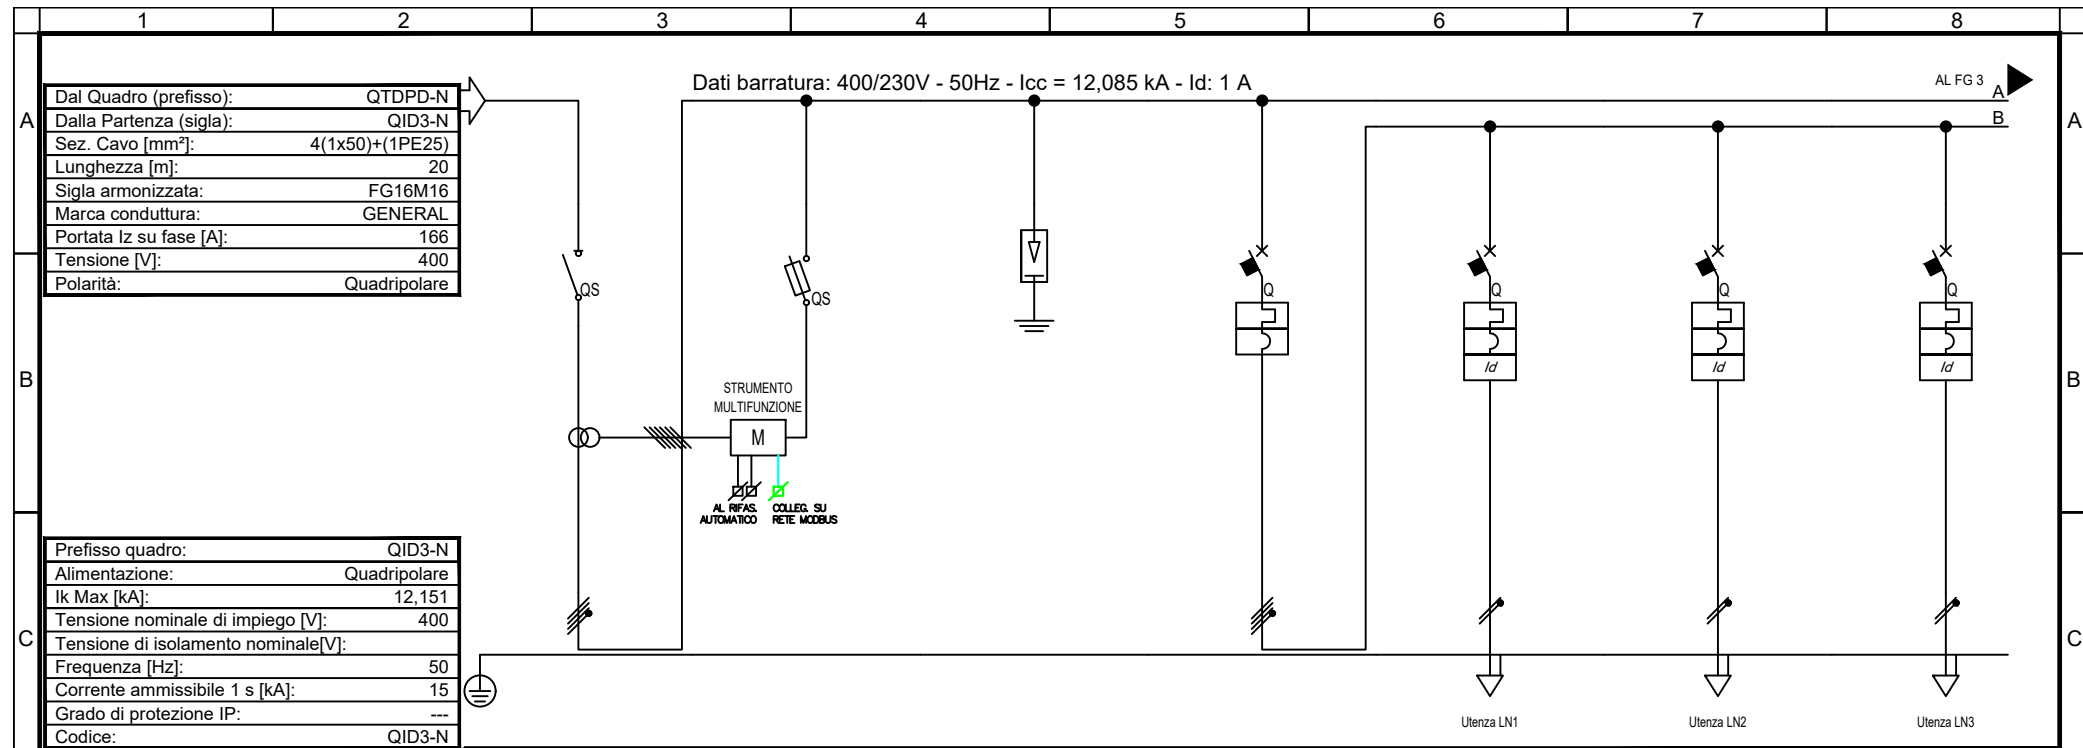 1 2 3 4 5 6 7 8
Dati barratura: 400/230V - 50Hz - Icc = 12,085 kA - Id: 1 A
AL FG 3
A
B
A
A
Dal Quadro (prefisso): QTDPD-N
Dalla Partenza (sigla): QID3-N
Sez. Cavo [mm²]: 4(1x50)+(1PE25)
Lunghezza [m]: 20
Sigla armonizzata: FG16M16
Marca conduttura: GENERAL
Portata Iz su fase [A]: 166
Tensione [V]: 400
Polarità: Quadripolare
QS
QS
Q
Q
Q
Q
Id
Id
Id
B
B
STRUMENTO
MULTIFUNZIONE
M
AL RIFAS.
AUTOMATICO
COLLEG. SU
RETE MODBUS
Prefisso quadro: QID3-N
Alimentazione: Quadripolare
Ik Max [kA]: 12,151
Tensione nominale di impiego [V]: 400
Tensione di isolamento nominale[V]:
Frequenza [Hz]: 50
Corrente ammissibile 1 s [kA]: 15
Grado di protezione IP: ---
Codice: QID3-N
C
C
Utenza LN1
Utenza LN2
Utenza LN3